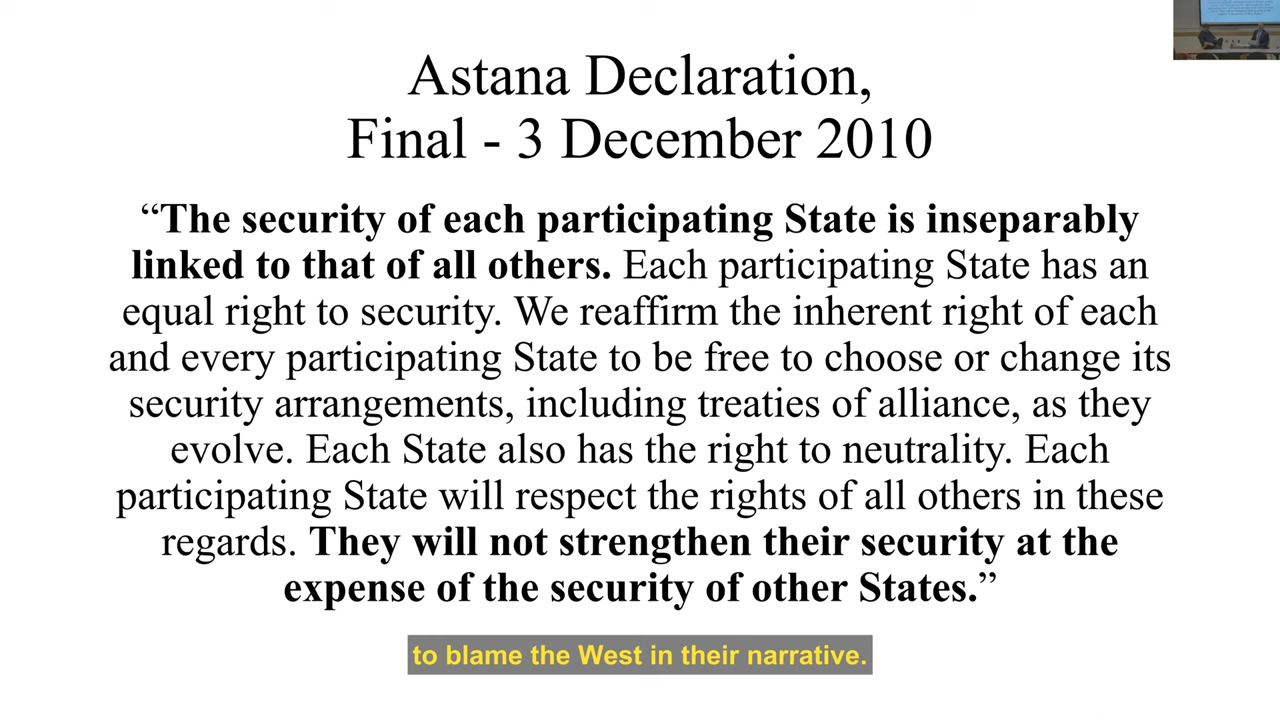 Astana Declaration,
Final - 3 December 2010
“The security of each participating State is inseparably
linked to that of all others. Each participating State has an
equal right to security. We reaffirm the inherent right of each
and every participating State to be free to choose or change its
security arrangements, including treaties of alliance, as they
evolve. Each State also has the right to neutrality. Each
participating State will respect the rights of all others in these
regards. They will not strengthen their security at the
expense of the security of other States.”
to blame the West in their narrative.